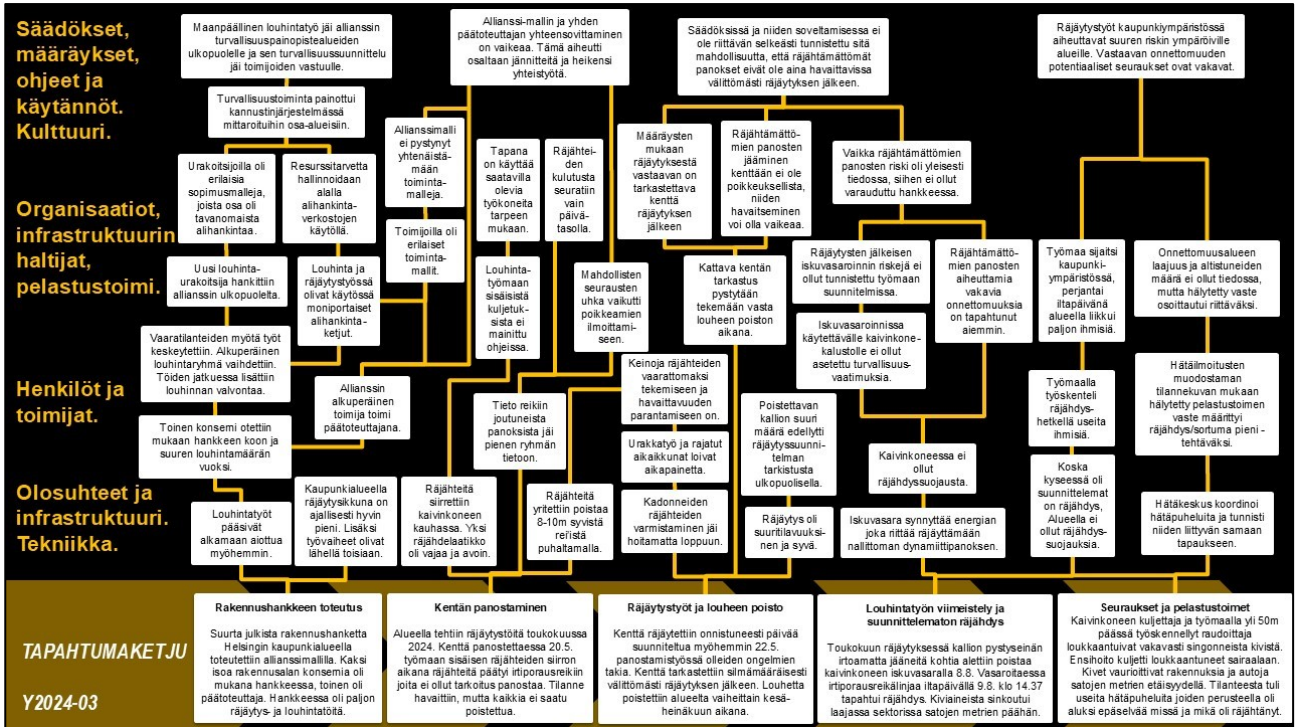 Säädökset,
määräykset,
ohjeet ja
käytännöt.
Kulttuuri.
Maanpäällinen louhintatyö jäi allianssin
turvallisuuspainopistealueiden
ulkopuolelle ja sen turvallisuussuunnittelu
jäi toimijoiden vastuulle.
Turvallisuustoiminta painottui
kannustinjärjestelmässä
mittaroituihin osa-alueisiin.
Allianssi-mallin ja yhden
päätoteuttajan yhteensovittaminen
on vaikeaa. Tämä aiheutti
osaltaan jännitteitä ja heikensi
yhteistyötä.
Säädöksissä ja niiden soveltamisessa ei
ole riittävän selkeästi tunnistettu sitä
mahdollisuutta, että räjähtämättömät
panokset eivät ole aina havaittavissa
välittömästi räjäytyksen jälkeen.
Räjäytystyöt kaupunkiympäristössä
aiheuttavat suuren riskin ympäröiville
alueille. Vastaavan onnettomuuden
potentiaaliset seuraukset ovat vakavat.
Organisaatiot,
infrastruktuurin
haltijat,
pelastustoimi.
Urakoitsijoilla oli
erilaisia
sopimusmalleja,
joista osa oli
tavanomaista
alihankintaa.
Resurssitarvetta
hallinnoidaan
alalla
alihankinta-
verkostojen
käytöllä.
Allianssimalli
ei pystynyt
yhtenäistä-
mään
toiminta-
malleja.
Toimijoilla oli
erilaiset
toiminta-
mallit.
Tapana
on käyttää
saatavilla
olevia
työkoneita
tarpeen
mukaan.
Räjähtei-
den
kulutusta
seurattiin
vain
päivä-
tasolla.
Määräysten
mukaan
räjäytyksestä
vastaavan on
tarkastettava
kenttä
räjäytyksen
jälkeen
Räjähtämättö-
mien panosten
jääminen
kenttään ei ole
poikkeuksellista,
niiden
havaitseminen
voi olla vaikeaa.
Vaikka räjähtämättömien
panosten riski oli yleisesti
tiedossa, siihen ei ollut
varauduttu hankkeessa.
Uusi louhinta-
urakoitsija hankittiin
allianssin ulkopuolelta.
Louhinta ja
räjäytystyössä
olivat käytössä
moniportaiset
alihankinta-
ketjut.
Louhinta-
työmaan
sisäisistä
kuljetuk-
sista ei
mainittu
ohjeissa.
Mahdollisten
seurausten
uhka vaikutti
poikkeamien
ilmoittami-
seen.
Kattava kentän
tarkastus
pystytään
tekemään vasta
louheen poiston
aikana.
Räjäytysten jälkeisen
iskuvasaroinnin riskejä ei
ollut tunnistettu työmaan
suunnitelmissa.
Räjähtämättö-
mien panosten
aiheuttamia
vakavia
onnettomuuksia
on tapahtunut
aiemmin.
Työmaa sijaitsi
kaupunki-
ympäristössä,
perjantai
iltapäivänä
alueella liikkui
paljon ihmisiä.
Onnettomuusalueen
laajuus ja altistuneiden
määrä ei ollut tiedossa,
mutta hälytetty vaste
osoittautui riittäväksi.
Henkilöt ja
toimijat.
Vaaratilanteiden myötä työt
keskeytettiin. Alkuperäinen
louhintaryhmä vaihdettiin.
Töiden jatkuessa lisättiin
louhinnan valvontaa.
Toinen konsemi otettiin
mukaan hankkeen koon ja
suuren louhintamäärän
vuoksi.
Allianssin
alkuperäinen
toimija toimi
päätoteuttajana.
Tieto reikiin
joutuneista
panoksista jäi
pienen ryhmän
tietoon.
Keinoja räjähteiden
vaarattomaksi
tekemiseen ja
havaittavuuden
parantamiseen on.
Urakkatyö ja rajatut
aikaikkunat loivat
aikapainetta.
Poistettavan
kallion suuri
määrä edellytti
räjäytyssuunni-
telman
tarkistusta
ulkopuolisella.
Iskuvasaroinnissa
käytettävälle kaivinkone-
kalustolle ei ollut
asetettu turvallisuus-
vaatimuksia.
Kaivinkoneessa ei
ollut
räjähdyssuojausta.
Työmaalla
työskenteli
räjähdys-
hetkellä useita
ihmisiä.
Hätäilmoitusten
muodostaman
tilannekuvan mukaan
hälytetty pelastustoimen
vaste määrittyi
räjähdys/sortuma pieni -
tehtäväksi.
Olosuhteet ja
infrastruktuuri.
Tekniikka.
Louhintatyöt
pääsivät
alkamaan aiottua
myöhemmin.
Kaupunkialueella
räjäytysikkuna on
ajallisesti hyvin
pieni. Lisäksi
työvaiheet olivat
lähellä toisiaan.
Räjähteitä
siirrettiin
kaivinkoneen
kauhassa. Yksi
räjähdelaatikko
oli vajaa ja avoin.
Räjähteitä
yritettiin poistaa
8-10m syvistä
rei'istä
puhaltamalla.
Kadonneiden
räjähteiden
varmistaminen jäi
hoitamatta loppuun.
Räjäytys oli
suuritilavuuksi-
nen ja syvä.
Iskuvasara synnyttää energian
joka riittää räjäyttämään
nallittoman dynamiittipanoksen.
Koska
kyseessä oli
suunnittelemat
on räjähdys,
Alueella ei
ollut räjähdys-
suojauksia.
Hätäkeskus koordinoi
hätäpuheluita ja tunnisti
niiden liittyvän samaan
tapaukseen.
TAPAHTUMAKETJU
Y2024-03
Rakennushankkeen toteutus
Suurta julkista rakennushanketta
Helsingin kaupunkialueella
toteutettiin allianssimallilla. Kaksi
isoa rakennusalan konsemia oli
mukana hankkeessa, toinen oli
päätoteuttaja. Hankkeessa oli paljon
räjäytys- ja louhintatöitä.
Kentän panostaminen
Alueella tehtiin räjäytystöitä toukokuussa
2024. Kenttä panostettaessa 20.5.
työmaan sisäisen räjähteiden siirron
aikana räjähteitä päätyi irtiporausreikiin
joita ei ollut tarkoitus panostaa. Tilanne
havaittiin, mutta kaikkia ei saatu
poistettua.
Räjäytystyöt ja louheen poisto
Kenttä räjäytettiin onnistuneesti päivää
suunniteltua myöhemmin 22.5.
panostamistyössä olleiden ongelmien
takia. Kenttä tarkastettiin silmämääräisesti
välittömästi räjäytyksen jälkeen. Louhetta
poistettiin alueelta vaiheittain kesä-
heinäkuun aikana.
Louhintatyön viimeistely ja
suunnittelematon räjähdys
Toukokuun räjäytyksessä kallion pystyseinän
irtoamatta jääneitä kohtia alettiin poistaa
kaivinkoneen iskuvasaralla 8.8. Vasaroitaessa
irtiporausreikälinjaa iltapäivällä 9.8. klo 14.37
tapahtui räjähdys. Kiviaineista sinkoutui
laajassa sektorissa satojen metrien päähän.
Seuraukset ja pelastustoimet
Kaivinkoneen kuljettaja ja työmaalla yli 50m
päässä työskennellyt raudoittaja
loukkaantuivat vakavasti singonneista kivistä.
Ensihoito kuljetti loukkaantuneet sairaalaan.
Kivet vaurioittivat rakennuksia ja autoja
satojen metrien etäisyydellä. Tilanteesta tuli
useita hätäpuheluita joiden perusteella oli
aluksi epäselvää missä ja mikä oli räjähtänyt.